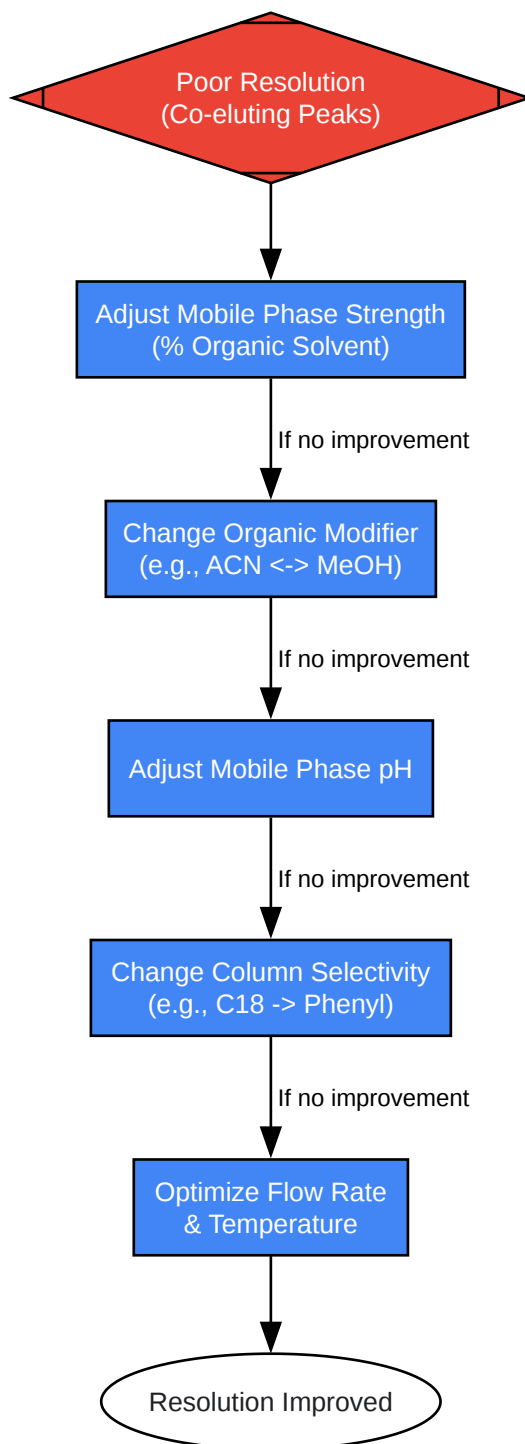 Poor Resolution
(Co-eluting Peaks)
Adjust Mobile Phase Strength
(% Organic Solvent)
If no improvement
Change Organic Modifier
(e.g., ACN <-> MeOH)
If no improvement
Adjust Mobile Phase pH
If no improvement
Change Column Selectivity
(e.g., C18 -> Phenyl)
If no improvement
Optimize Flow Rate
& Temperature
Resolution Improved